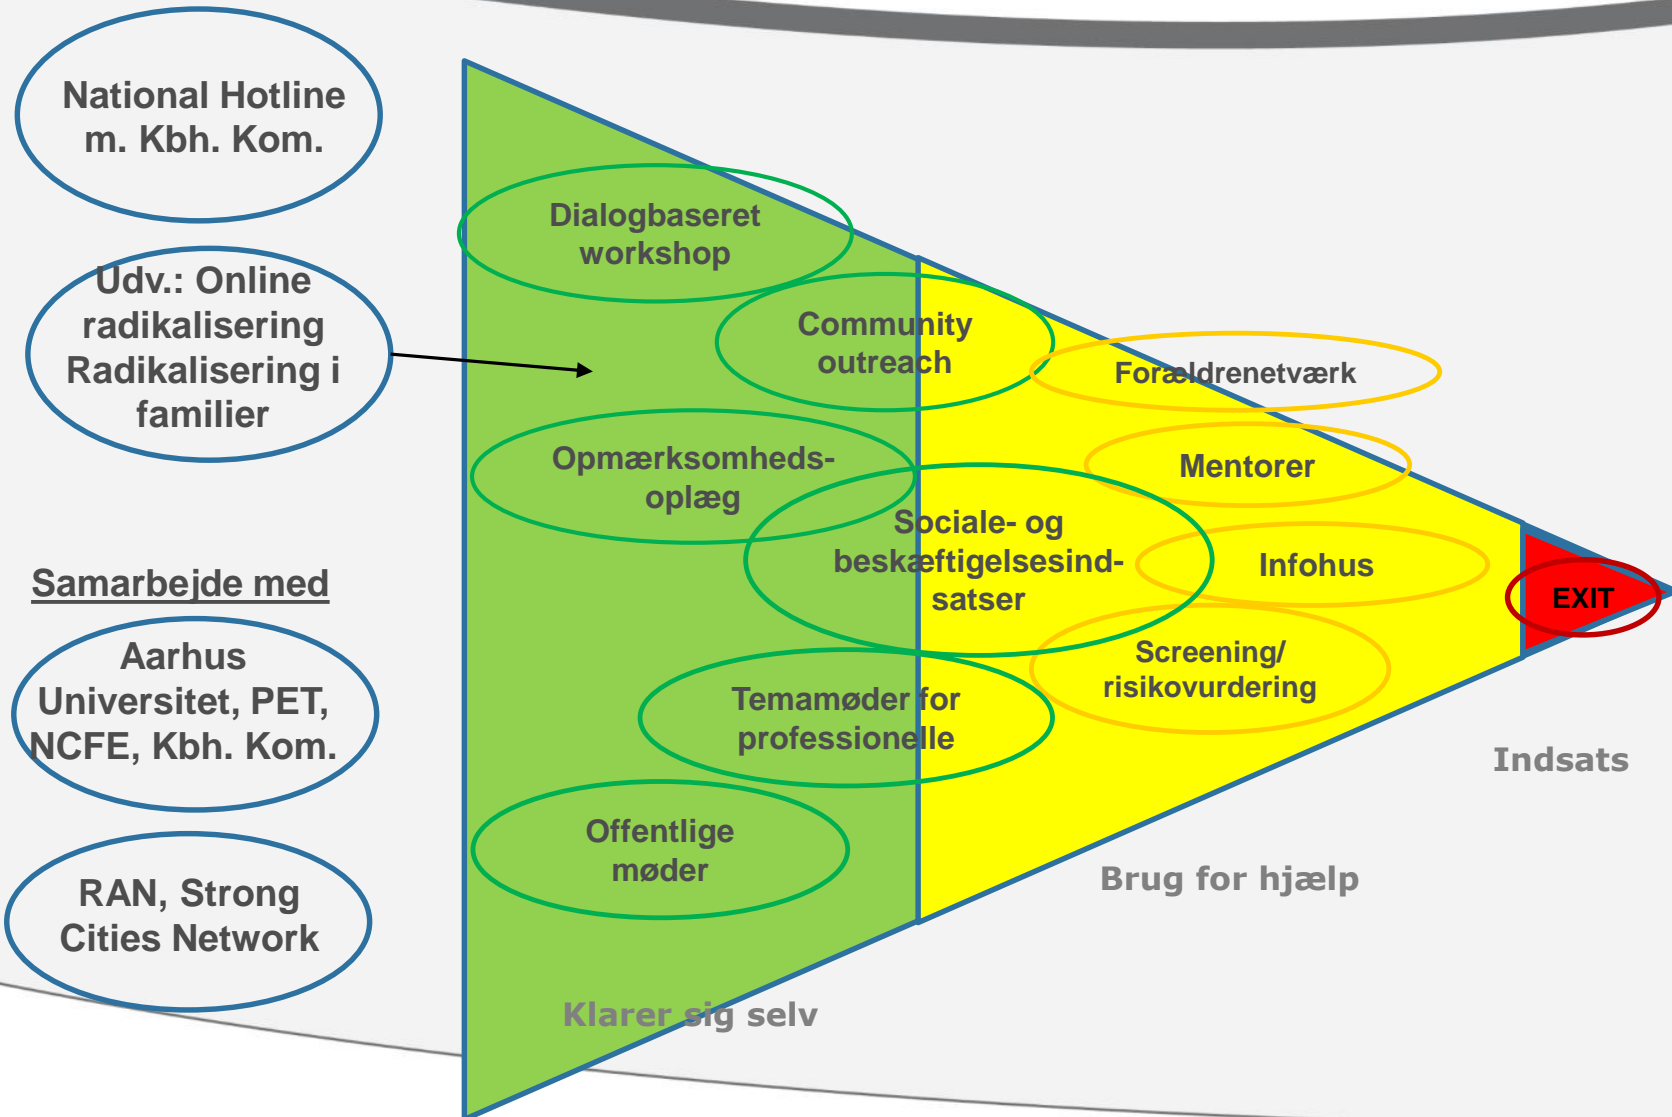 National Hotline
m. Kbh. Kom.
Udv.: Online
radikalisering
Radikalisering i
familier
Samarbejde med
Aarhus
Universitet, PET,
NCFE, Kbh. Kom.
RAN, Strong
Cities Network
Dialogbaseret
workshop
Community
outreach
Opmærksomheds-
oplæg
Sociale- og
beskæftigelsesind-
satser
Temamøder for
professionelle
Offentlige
møder
Klarer sig selv
Forældrenetværk
Mentorer
Infohus
Screening/
risikovurdering
Brug for hjælp
EXIT
Indsats